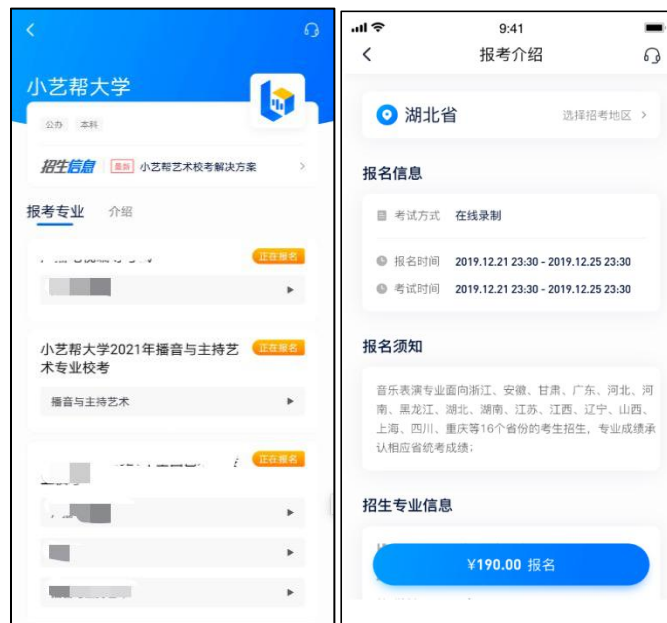 小艺帮大学
公办 本科
招生信息 最新 小艺帮艺术校考解决方案
报考专业 介绍
正在报名
小艺帮大学2021年播音与主持艺
术专业校考
正在报名
播音与主持艺术
正在报名
9:41
报考介绍
湖北省 选择招考地区
报名信息
考试方式 在线录制
报名时间 2019.12.21 23:30 - 2019.12.25 23:30
考试时间 2019.12.21 23:30 - 2019.12.25 23:30
报名须知
音乐表演专业面向浙江、安徽、甘肃、广东、河北、河
南、黑龙江、湖北、湖南、江苏、江西、辽宁、山西、
上海、四川、重庆等16个省份的考生招生，专业成绩承
认相应省统考成绩；
招生专业信息
¥190.00 报名